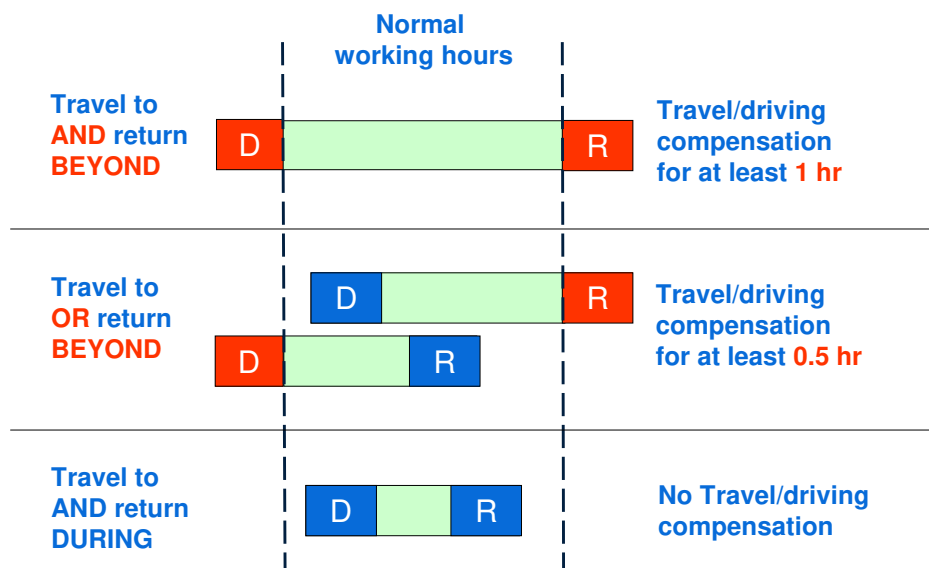 Normal
working hours
Travel to
AND return
BEYOND
D
R
Travel/driving
compensation
for at least 1 hr
Travel to
OR return
BEYOND
D
R
D
R
Travel/driving
compensation
for at least 0.5 hr
Travel to
AND return
DURING
D
R
No Travel/driving
compensation